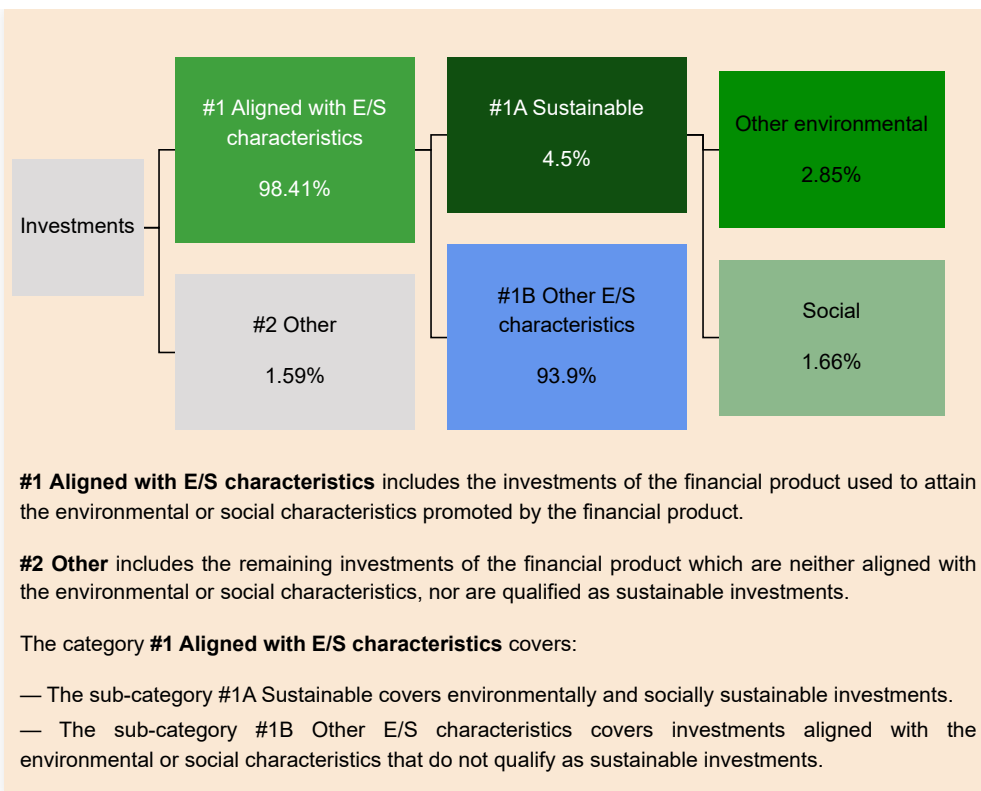 #1 Aligned with E/S
characteristics
98.41%
#1A Sustainable
4.5%
Other environmental
2.85%
Investments
#2 Other
1.59%
#1B Other E/S
characteristics
93.9%
Social
1.66%
#1 Aligned with E/S characteristics includes the investments of the financial product used to attain
the environmental or social characteristics promoted by the financial product.
#2 Other includes the remaining investments of the financial product which are neither aligned with
the environmental or social characteristics, nor are qualified as sustainable investments.
The category #1 Aligned with E/S characteristics covers:
— The sub-category #1A Sustainable covers environmentally and socially sustainable investments.
— The sub-category #1B Other E/S characteristics covers investments aligned with the
environmental or social characteristics that do not qualify as sustainable investments.